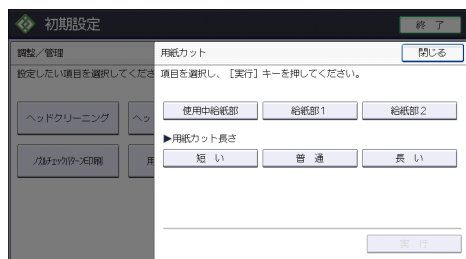 初期設定
終 了
調整／管理
設定したい項目を選択してくださ
ヘッドクリーニング
ヘッ
ﾉｽﾞﾙﾁｪｯｸﾊﾟﾀｰﾝ印刷
用
用紙カット
閉じる
項目を選択し、［実行］キーを押してください。
使用中給紙部
給紙部1
給紙部2
▶用紙カット長さ
短 い
普 通
長 い
実 行